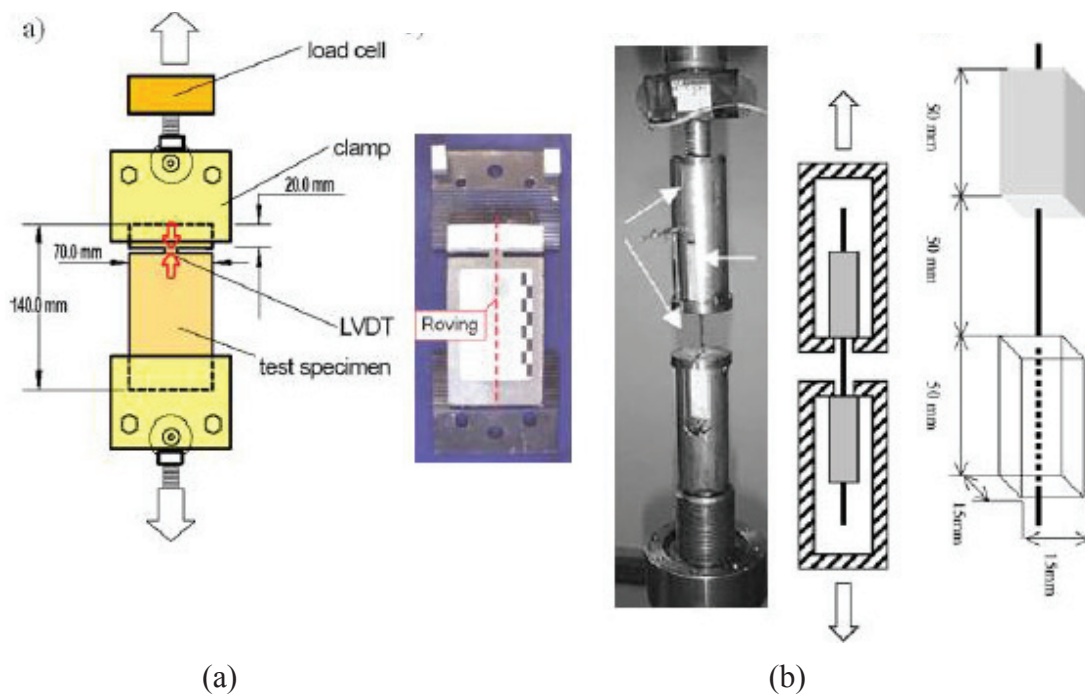 a)
load cell
clamp
20.0 mm
70.0 mm
140.0 mm
LVDT
test specimen
Roving
50 mm
50 mm
50 mm
15mm
15mm
(a)
(b)